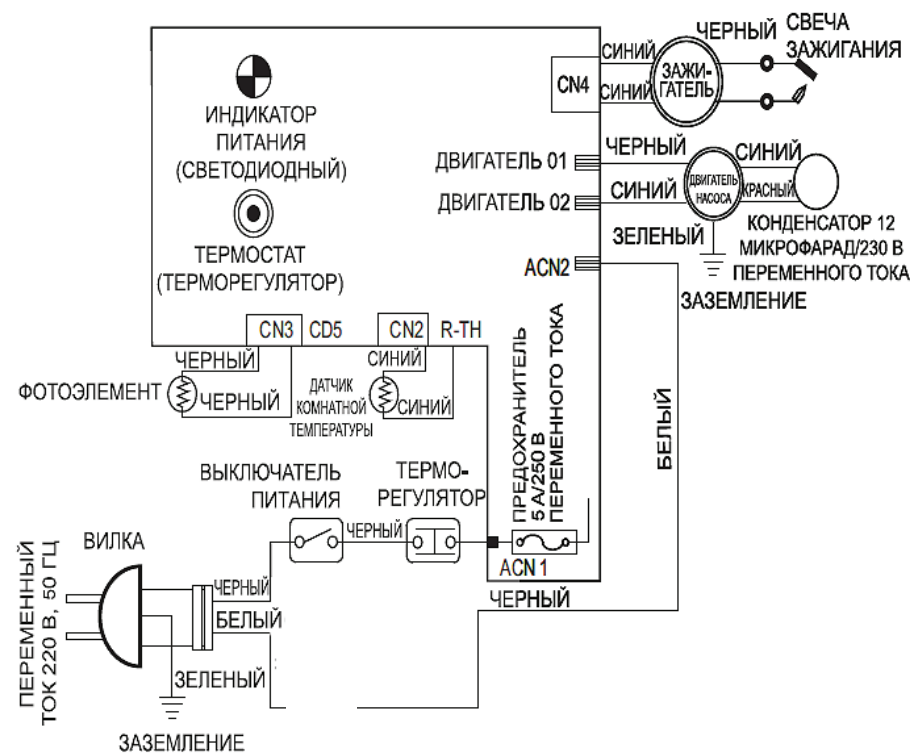 ЧЕРНЫЙ
СВЕЧА
ЗАЖИГАНИЯ
СИНИЙ
ЗАЖИ-
ГАТЕЛЬ
CN4
СИНИЙ
ИНДИКАТОР
ПИТАНИЯ
(СВЕТОДИОДНЫЙ)
ДВИГАТЕЛЬ 01
ЧЕРНЫЙ
СИНИЙ
ДВИГАТЕЛЬ
НАСОСА
КРАСНЫЙ
ДВИГАТЕЛЬ 02
СИНИЙ
КОНДЕНСАТОР 12
МИКРОФАРАД/230 В
ПЕРЕМЕННОГО ТОКА
ЗЕЛЕНЫЙ
ЗАЗЕМЛЕНИЕ
ТЕРМОСТАТ
(ТЕРМОРЕГУЛЯТОР)
ACN2
CN3
CD5
CN2
R-TH
ЧЕРНЫЙ
СИНИЙ
ФОТОЭЛЕМЕНТ
ЧЕРНЫЙ
ДАТЧИК
КОМНАТНОЙ
ТЕМПЕРАТУРЫ
СИНИЙ
ПРЕДОХРАНИТЕЛЬ
5 А/250 В
ПЕРЕМЕННОГО ТОКА
БЕЛЫЙ
ВЫКЛЮЧАТЕЛЬ
ПИТАНИЯ
ТЕРМО-
РЕГУЛЯТОР
ЧЕРНЫЙ
ACN 1
ЧЕРНЫЙ
ПЕРЕМЕННЫЙ
ТОК 220 В, 50 ГЦ
ВИЛКА
ЧЕРНЫЙ
БЕЛЫЙ
ЗЕЛЕНЫЙ
ЗАЗЕМЛЕНИЕ